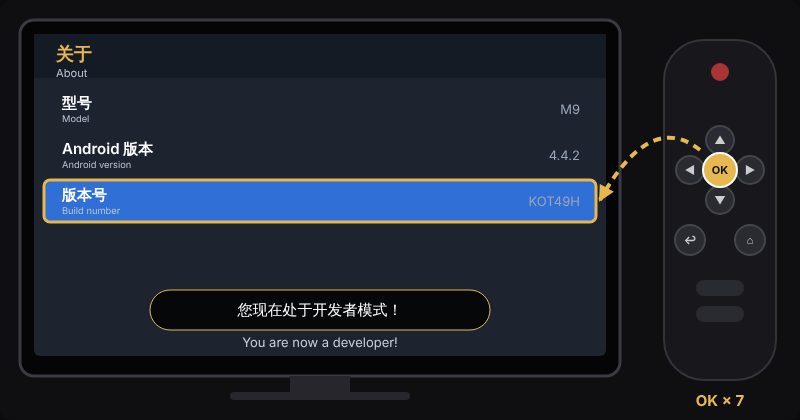 关于
About
型号
Model
M9
Android 版本
Android version
4.4.2
版本号
Build number
KOT49H
您现在处于开发者模式！
You are now a developer!
OK
OK × 7